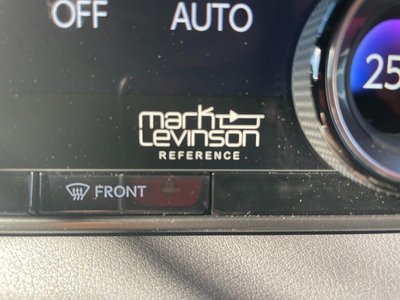 OFF AUTO
25
mark
Levinson
REFERENCE
FRONT